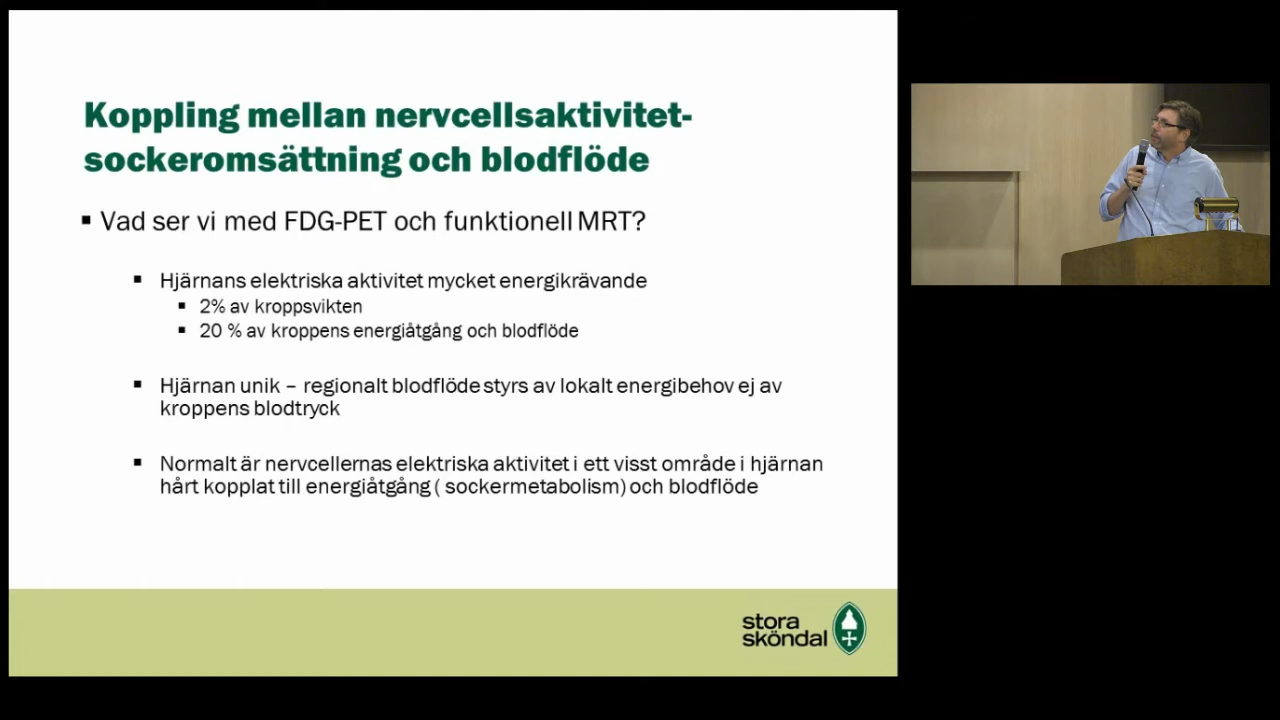 Koppling mellan nervcellsaktivitet-
sockeromsättning och blodflöde
▪ Vad ser vi med FDG-PET och funktionell MRT?
▪ Hjärnans elektriska aktivitet mycket energikrävande
▪ 2% av kroppsvikten
▪ 20 % av kroppens energiåtgång och blodflöde
▪ Hjärnan unik – regionalt blodflöde styrs av lokalt energibehov ej av
kroppens blodtryck
▪ Normalt är nervcellernas elektriska aktivitet i ett visst område i hjärnan
hårt kopplat till energiåtgång ( sockermetabolism) och blodflöde
stora
sköndal